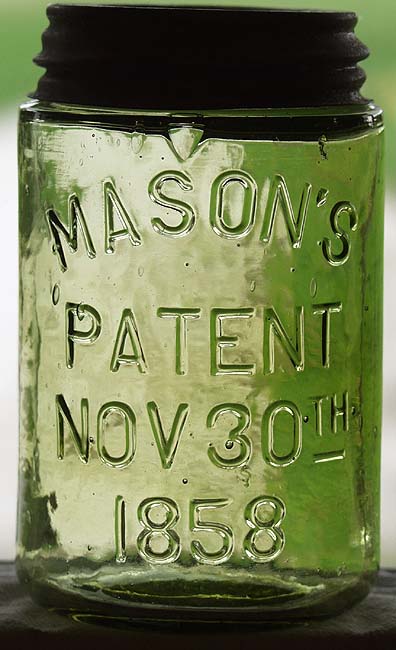 MASON'S
PATENT
NOV 30TH
1858